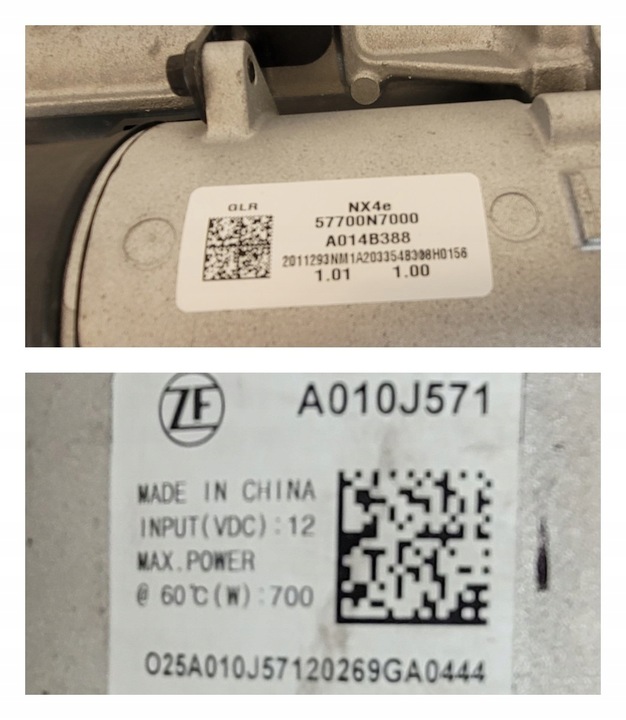 GLR
NX4e
57700N7000
A014B388
2011293NM1A2033548308H0156
1.01 1.00
ZF
A010J571
MADE IN CHINA
INPUT(VDC):12
MAX.POWER
@ 60℃(W):700
025A010J57120269GA0444